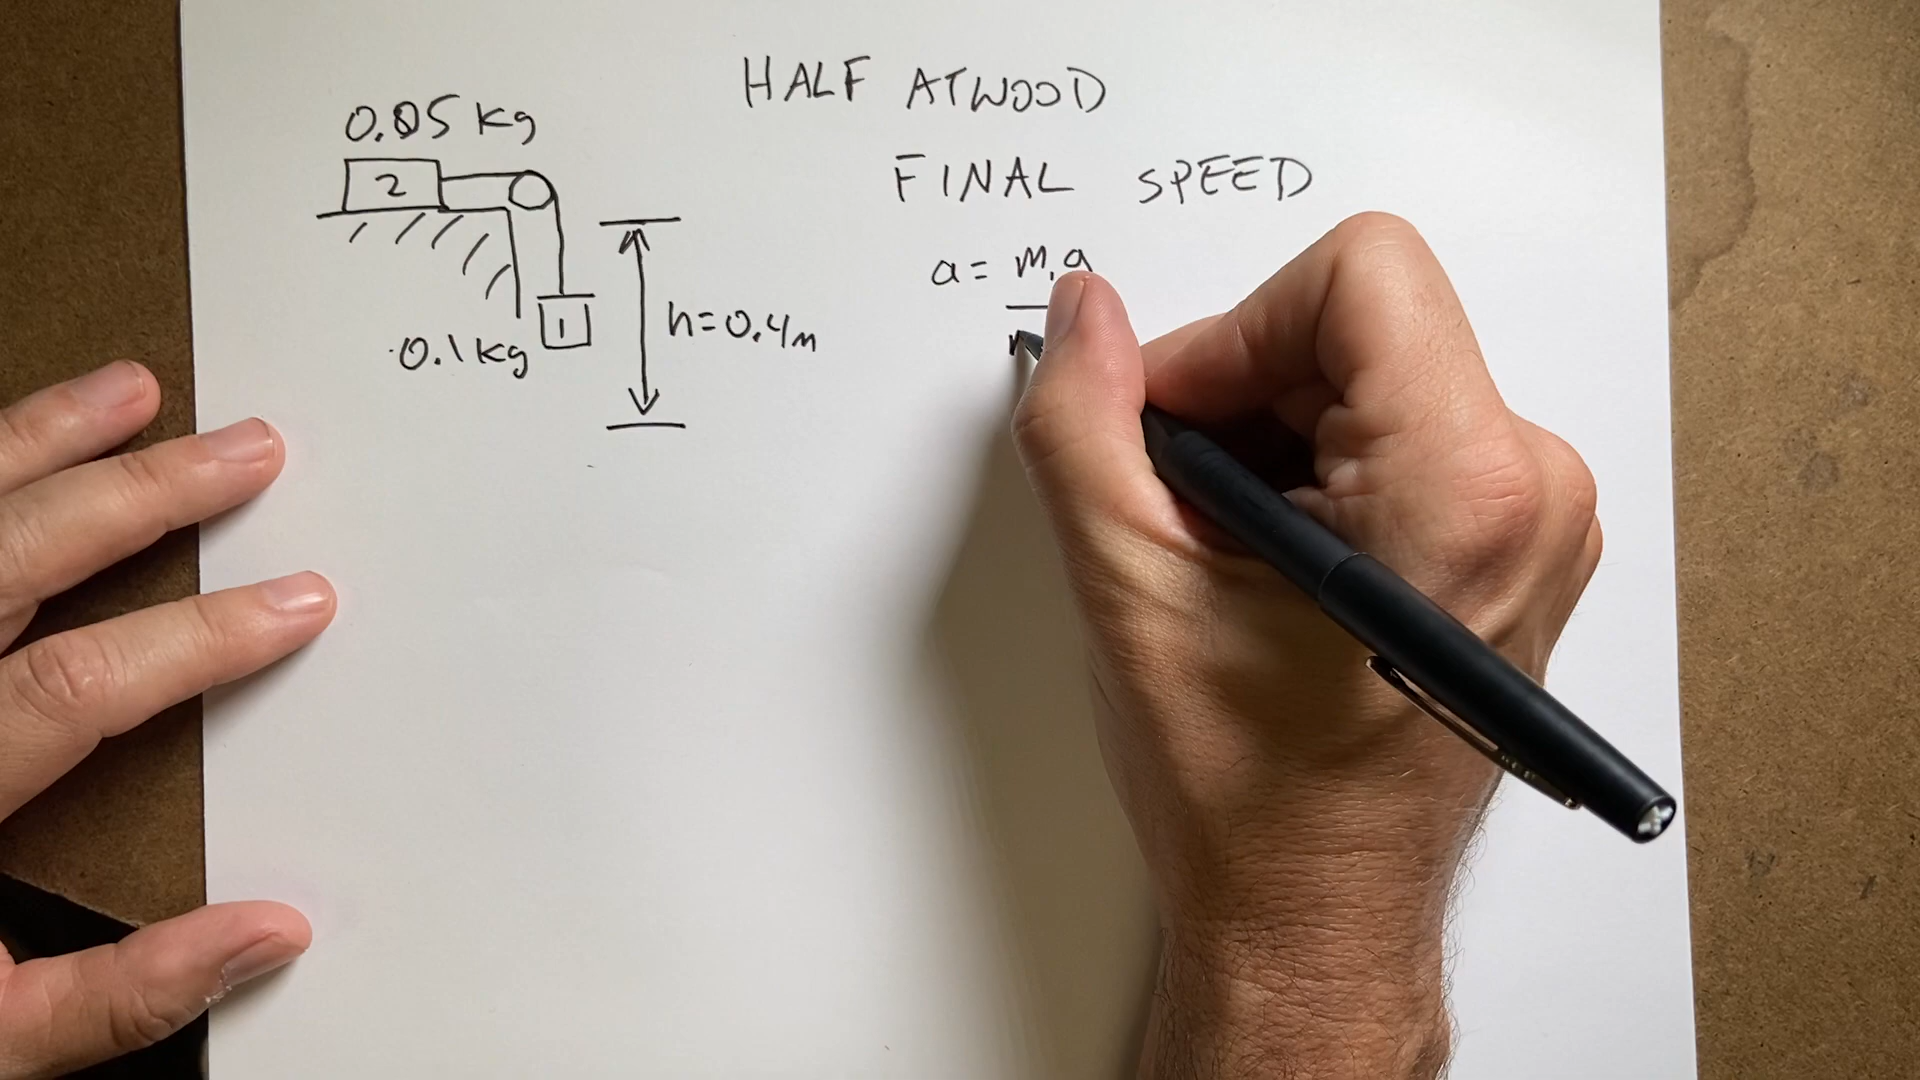 HALF ATWOOD
FINAL SPEED
0.05 kg
2
1
0.1 kg
h=0.4m
a = m₁g